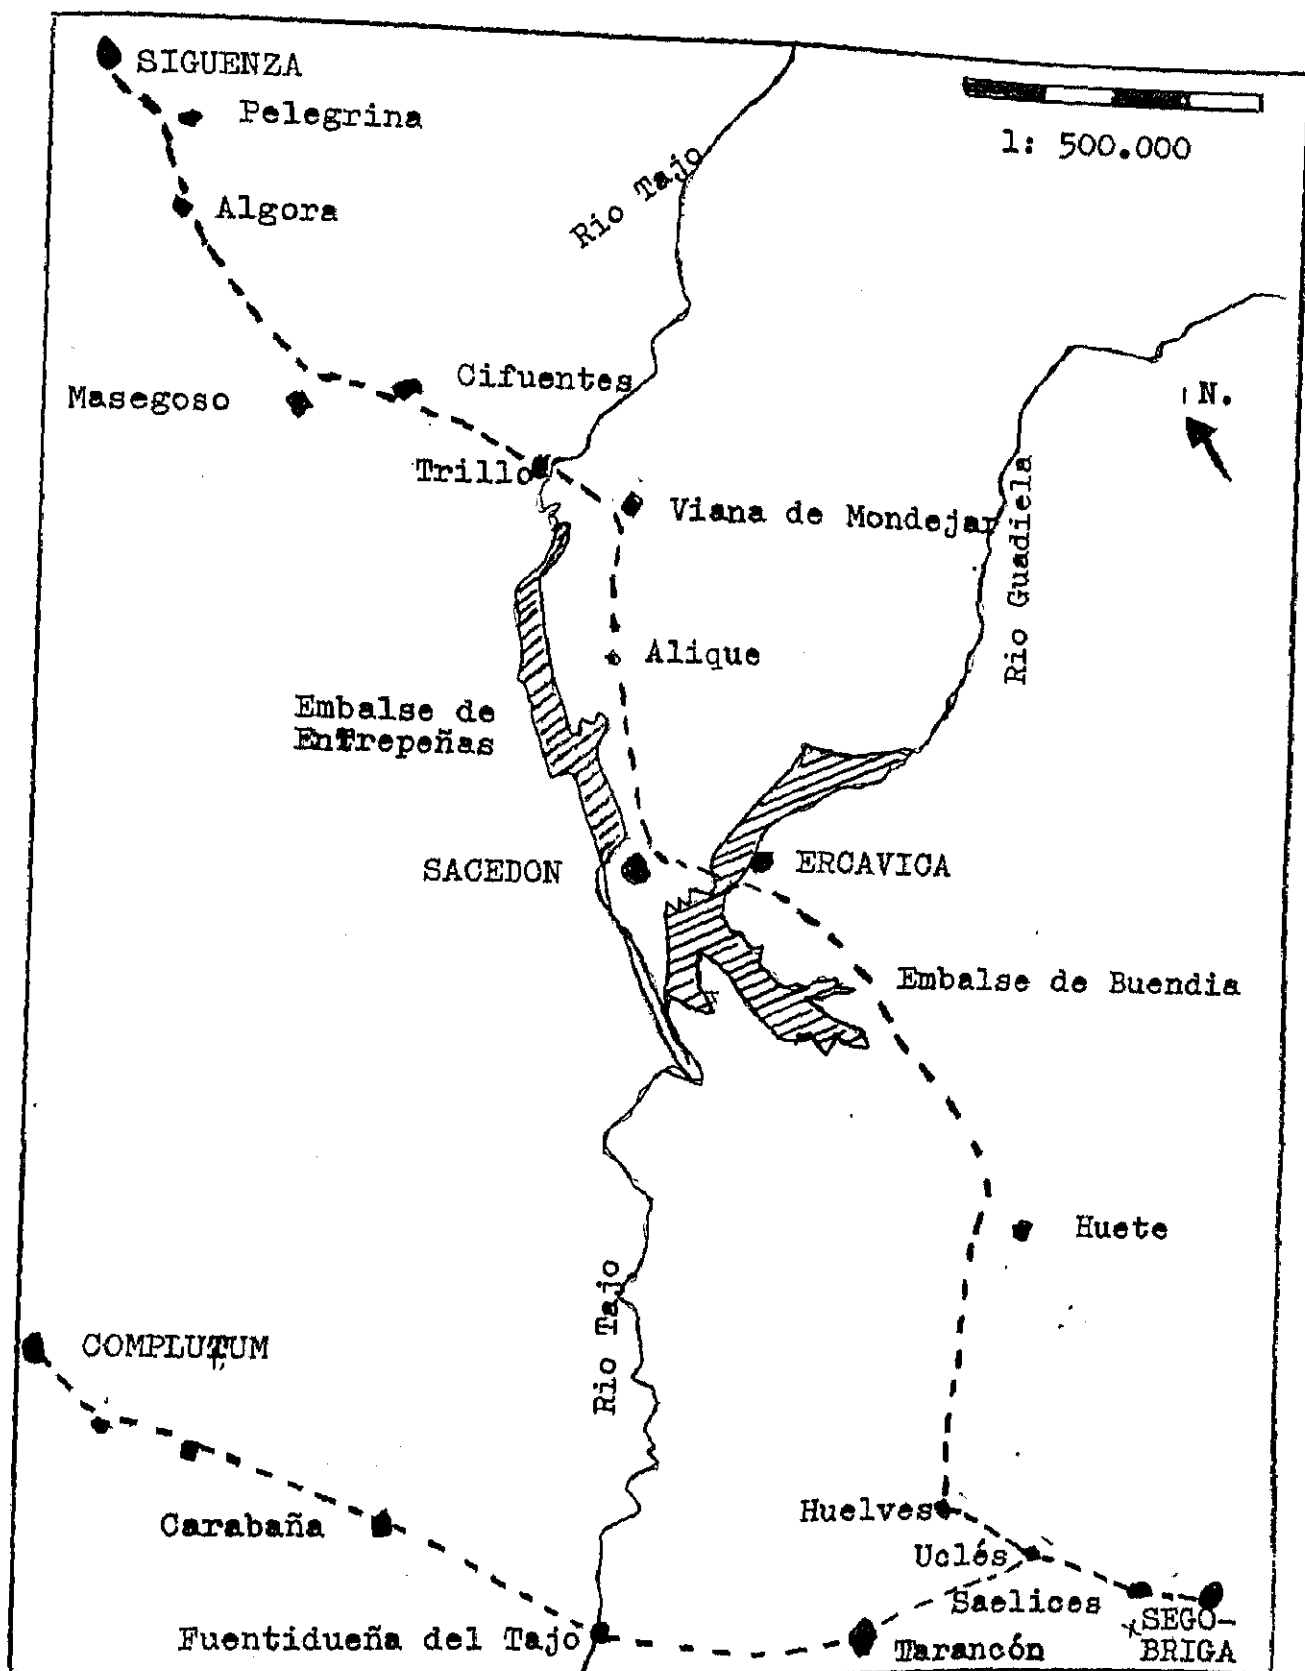 SIGUENZA
Pelegrina
1: 500.000
Rio Tajo
Algora
Cifuentes
Masegoso
N.
Trillo
Viana de Mondejar
Rio Guadiela
Alique
Embalse de
Entrepeñas
SACEDON
ERCAVICA
Embalse de Buendia
Huete
Rio Tajo
COMPLUTUM
Carabaña
Huelves
Uclés
Saelices
SEGO-
BRIGA
Fuentidueña del Tajo
Tarancón